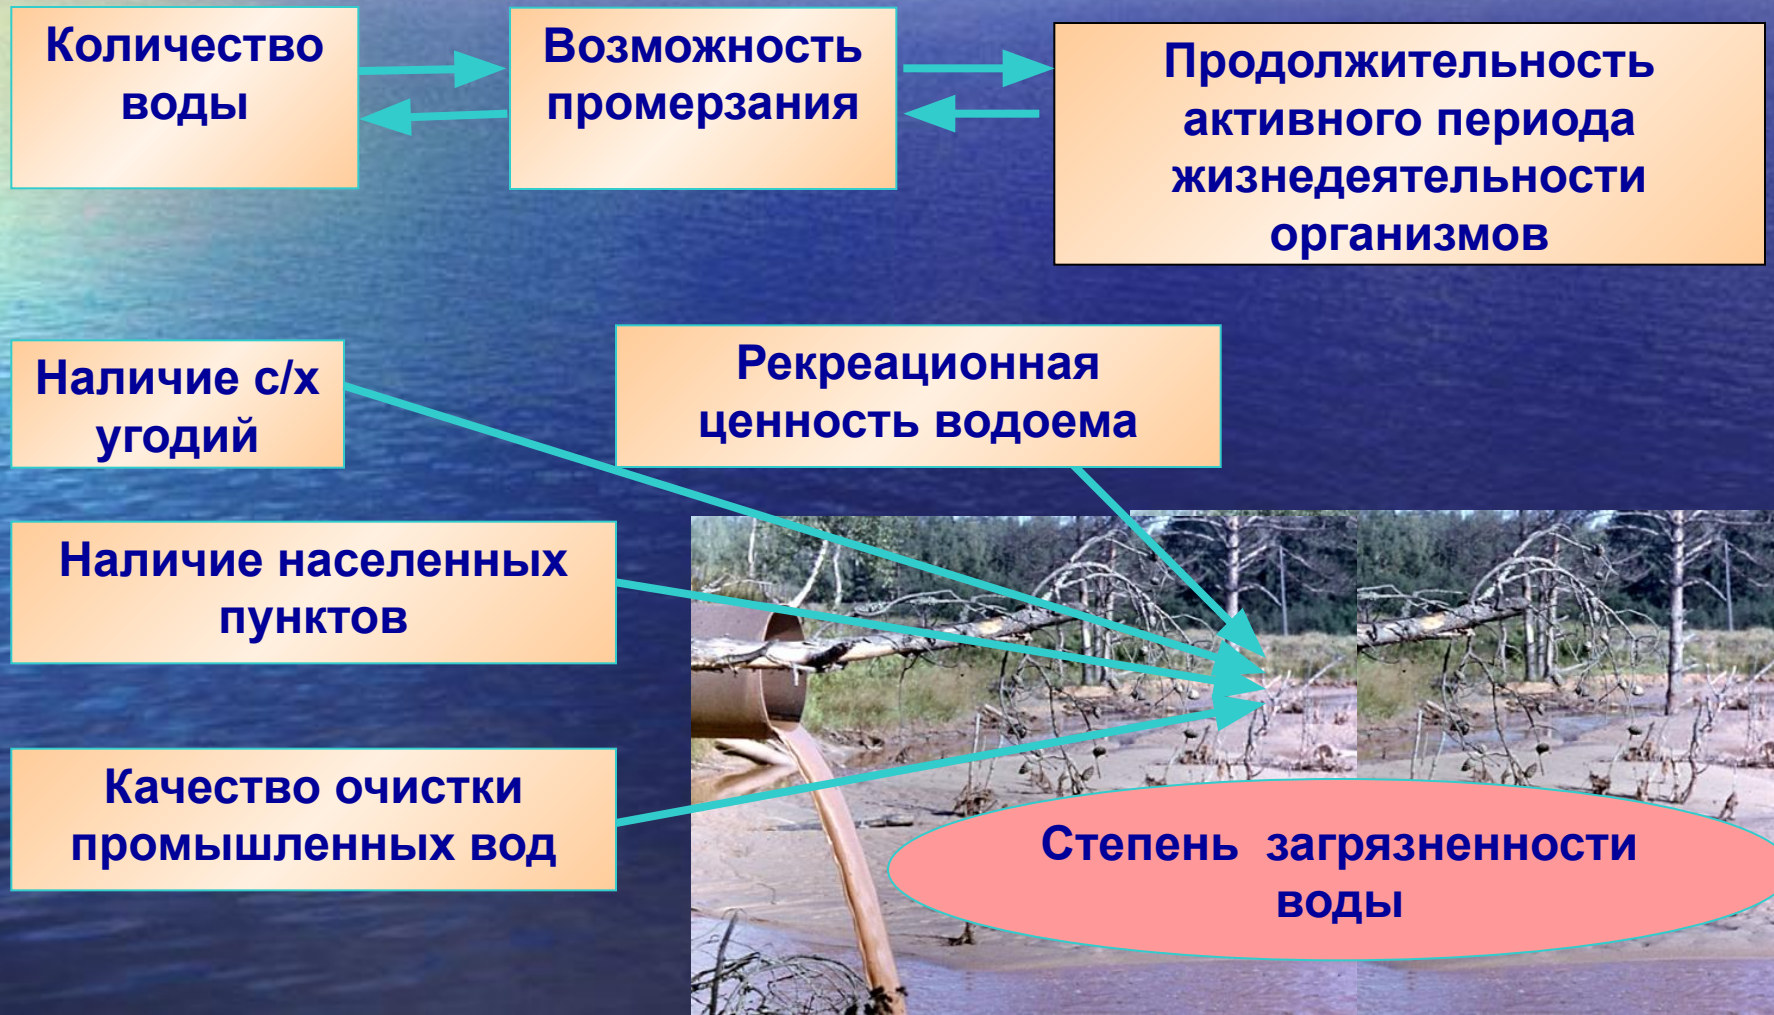 Количество
воды
Возможность
промерзания
Продолжительность
активного периода
жизнедеятельности
организмов
Наличие с/х
угодий
Рекреационная
ценность водоема
Наличие населенных
пунктов
Качество очистки
промышленных вод
Степень загрязненности
воды